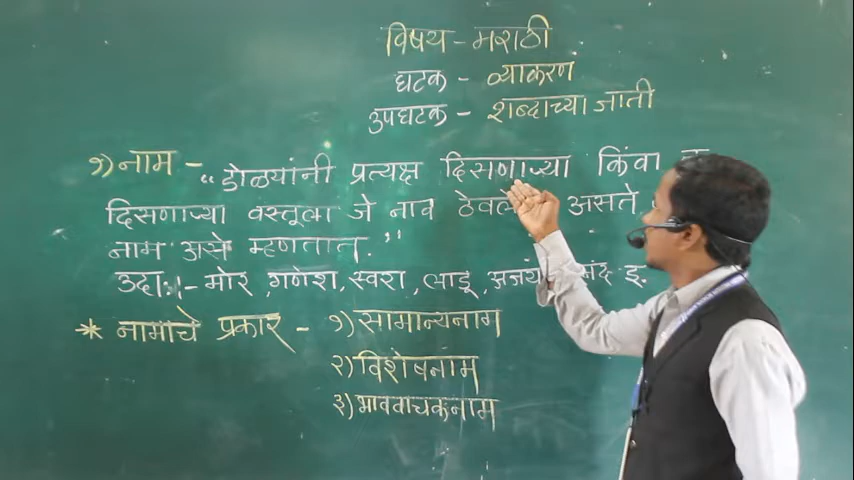 विषय - मराठी
घटक - व्याकरण
उपघटक - शब्दाच्या जाती
१) नाम - "डोळ्यांनी प्रत्यक्ष दिसणाऱ्या किंवा न
दिसणाऱ्या वस्तूला जे नाव ठेवले असते
नाम असे म्हणतात."
उदा:- मोर, गणेश, स्वरा, लाडू, अजय इ.
* नामाचे प्रकार - १) सामान्यनाम
२) विशेषनाम
३) भाववाचकनाम